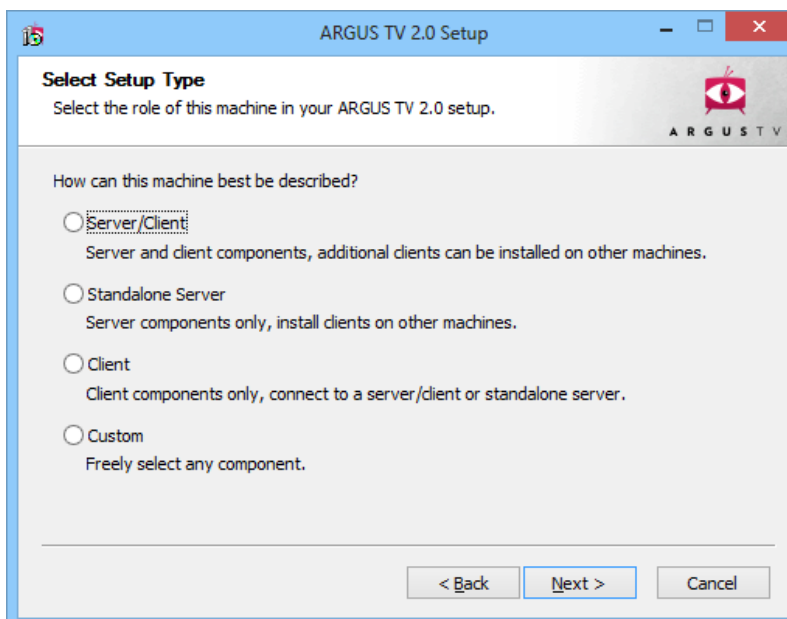 ARGUS TV 2.0 Setup
Select Setup Type
Select the role of this machine in your ARGUS TV 2.0 setup.
ARGUS TV
How can this machine best be described?
Server/Client
Server and client components, additional clients can be installed on other machines.
Standalone Server
Server components only, install clients on other machines.
Client
Client components only, connect to a server/client or standalone server.
Custom
Freely select any component.
< Back Next > Cancel